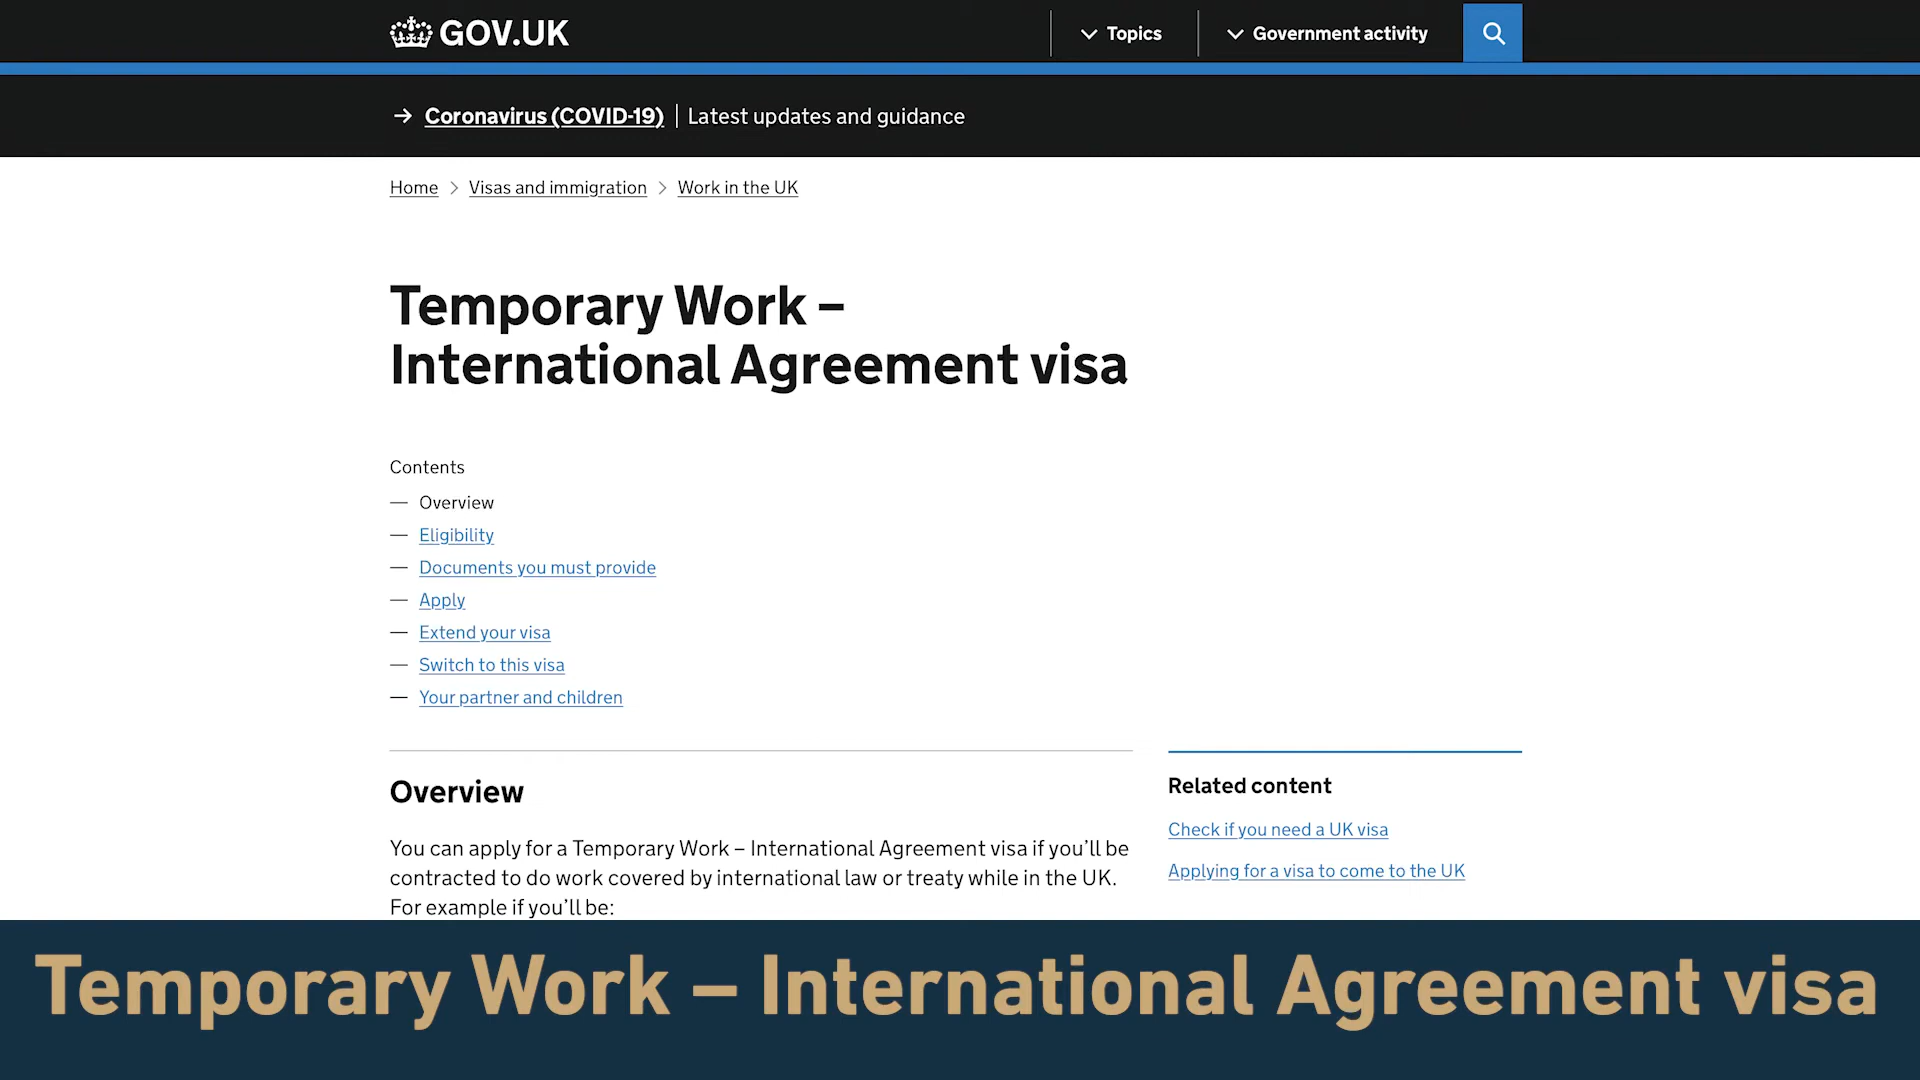 GOV.UK
Topics
Government activity
Coronavirus (COVID-19) | Latest updates and guidance
Home > Visas and immigration > Work in the UK
Temporary Work –
International Agreement visa
Contents
— Overview
— Eligibility
— Documents you must provide
— Apply
— Extend your visa
— Switch to this visa
— Your partner and children
Overview
You can apply for a Temporary Work – International Agreement visa if you’ll be
contracted to do work covered by international law or treaty while in the UK.
For example if you’ll be:
Related content
Check if you need a UK visa
Applying for a visa to come to the UK
Temporary Work – International Agreement visa